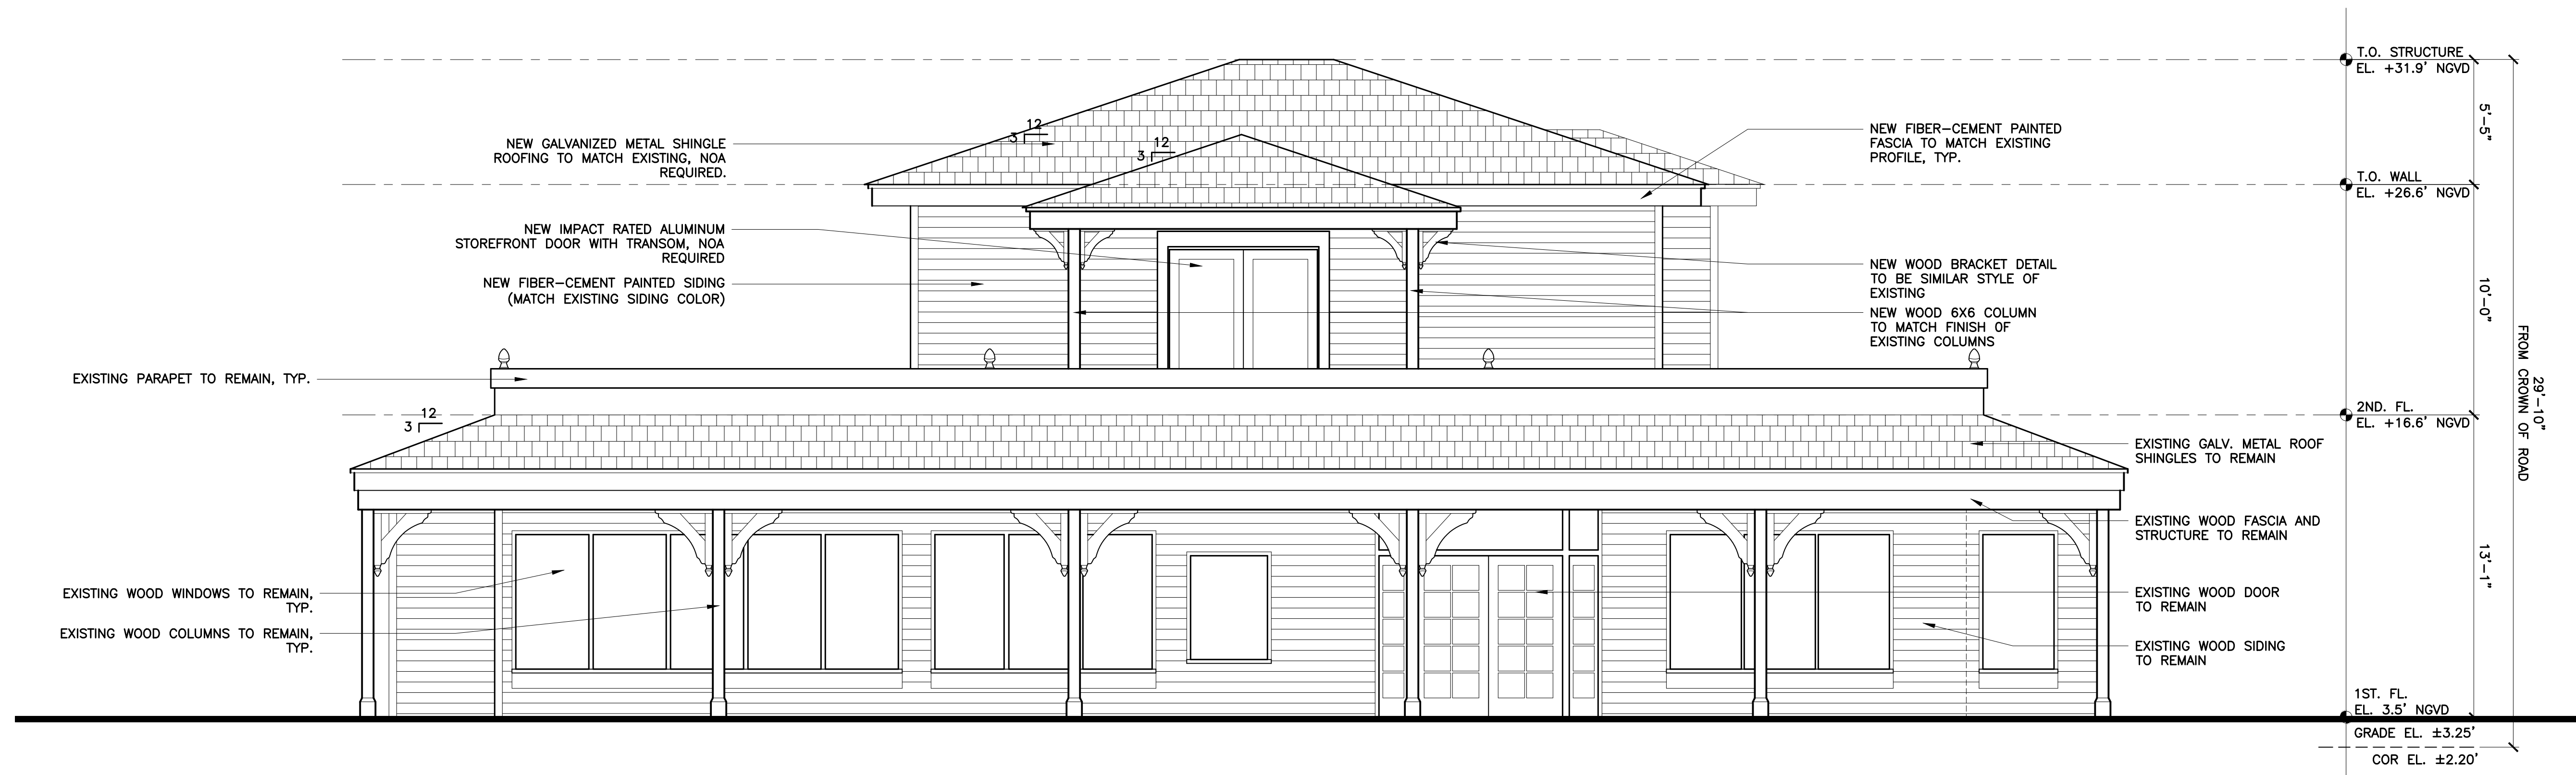 NEW GALVANIZED METAL SHINGLE
ROOFING TO MATCH EXISTING, NOA
REQUIRED.
NEW IMPACT RATED ALUMINUM
STOREFRONT DOOR WITH TRANSOM, NOA
REQUIRED
NEW FIBER-CEMENT PAINTED SIDING
(MATCH EXISTING SIDING COLOR)
EXISTING PARAPET TO REMAIN, TYP.
EXISTING WOOD WINDOWS TO REMAIN,
TYP.
EXISTING WOOD COLUMNS TO REMAIN,
TYP.
12
3
12
3
12
3
NEW FIBER-CEMENT PAINTED
FASCIA TO MATCH EXISTING
PROFILE, TYP.
NEW WOOD BRACKET DETAIL
TO BE SIMILAR STYLE OF
EXISTING
NEW WOOD 6X6 COLUMN
TO MATCH FINISH OF
EXISTING COLUMNS
EXISTING GALV. METAL ROOF
SHINGLES TO REMAIN
EXISTING WOOD FASCIA AND
STRUCTURE TO REMAIN
EXISTING WOOD DOOR
TO REMAIN
EXISTING WOOD SIDING
TO REMAIN
T.O. STRUCTURE
EL. +31.9' NGVD
T.O. WALL
EL. +26.6' NGVD
2ND. FL.
EL. +16.6' NGVD
1ST. FL.
EL. 3.5' NGVD
GRADE EL. ±3.25'
COR EL. ±2.20'
5'-5"
10'-0"
13'-1"
29'-10"
FROM CROWN OF ROAD